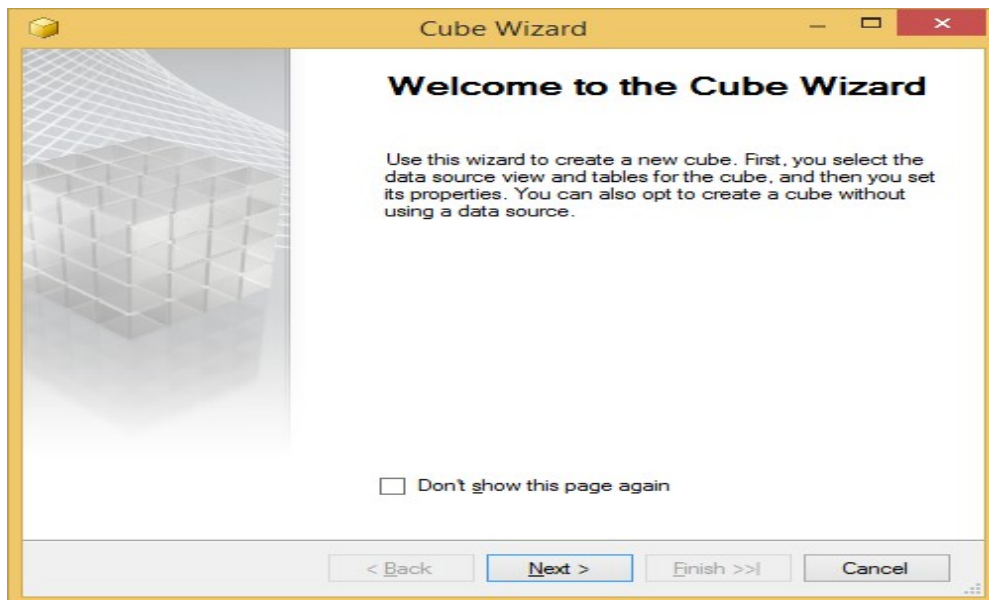 Cube Wizard
Welcome to the Cube Wizard
Use this wizard to create a new cube. First, you select the
data source view and tables for the cube, and then you set
its properties. You can also opt to create a cube without
using a data source.
Don't show this page again
< Back Next > Finish >>| Cancel